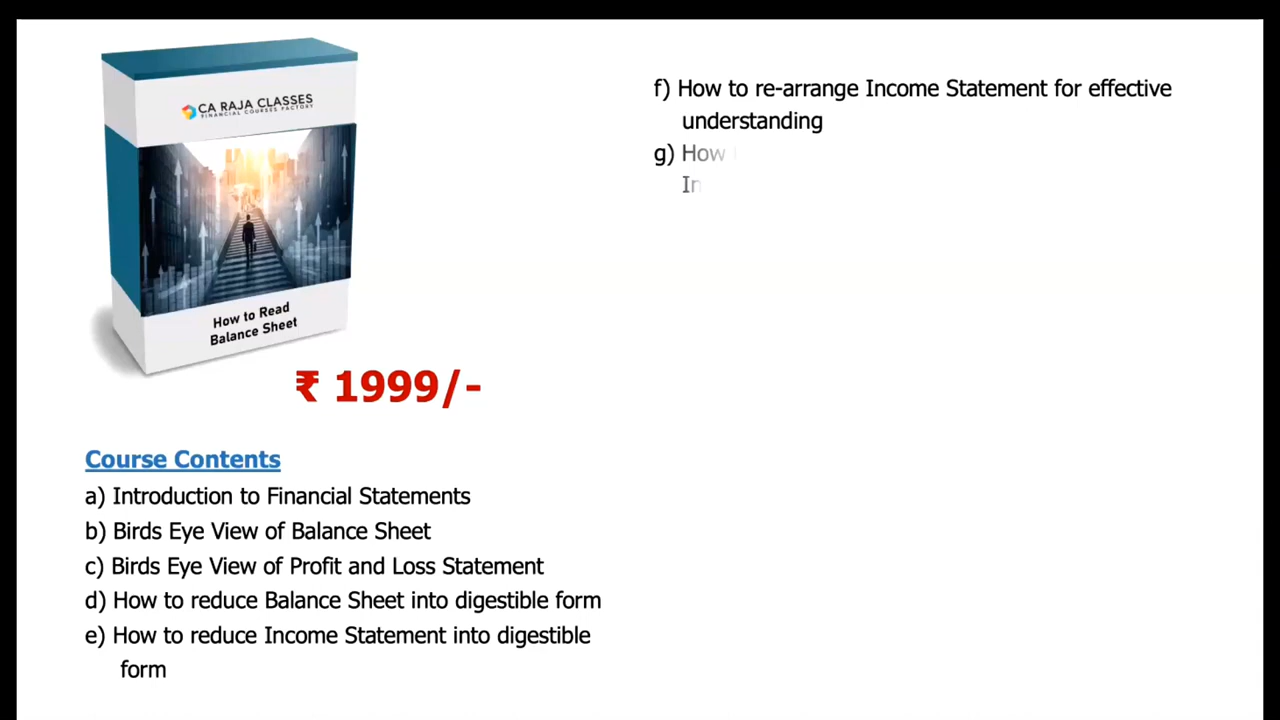 CA RAJA CLASSES
FINANCIAL COURSES FACTORY
How to Read
Balance Sheet
₹ 1999/-
Course Contents
a) Introduction to Financial Statements
b) Birds Eye View of Balance Sheet
c) Birds Eye View of Profit and Loss Statement
d) How to reduce Balance Sheet into digestible form
e) How to reduce Income Statement into digestible
form
f) How to re-arrange Income Statement for effective
understanding
g) How